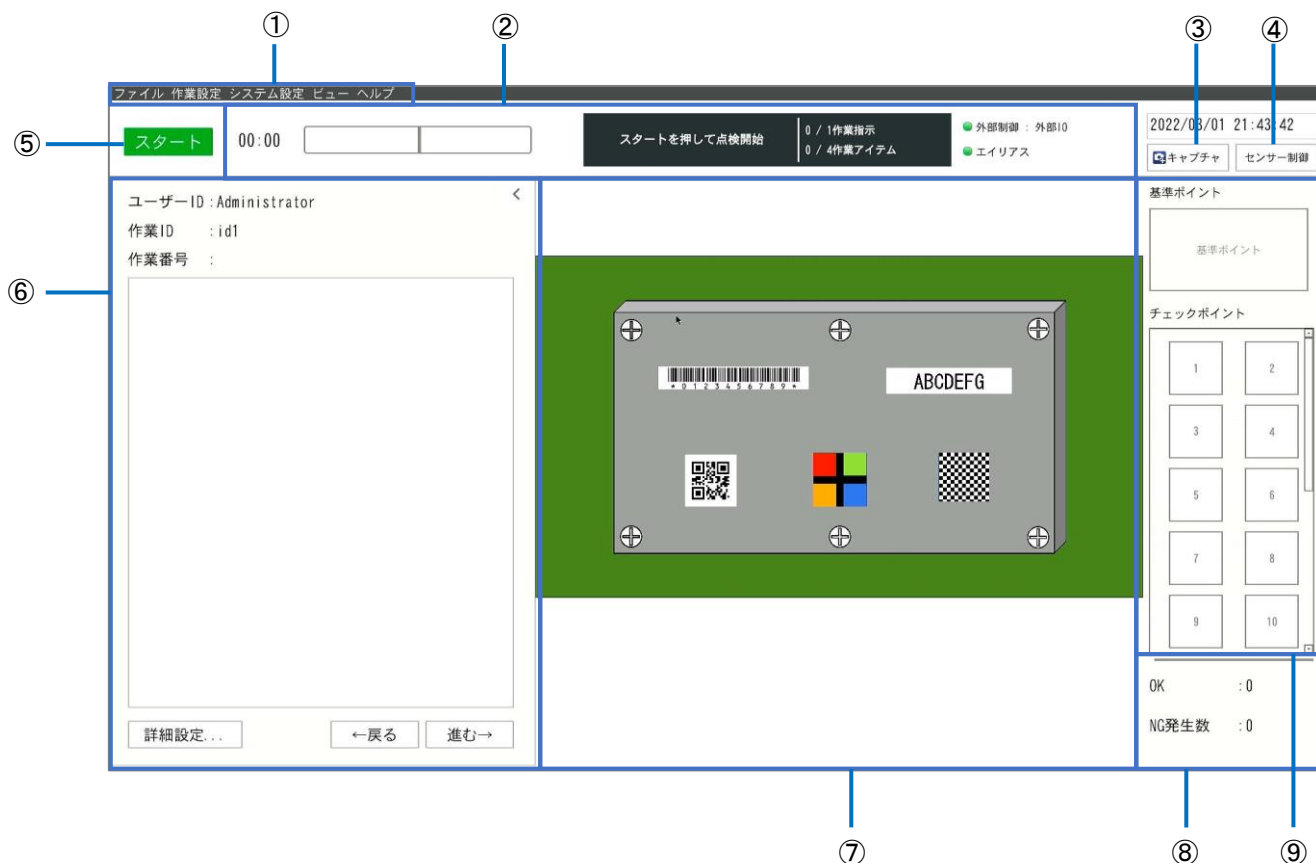 ① ② ③ ④
ファイル 作業設定 システム設定 ビュー ヘルプ
⑤
スタート
00:00
スタートを押して点検開始
0 / 1作業指示
0 / 4作業アイテム
外部制御 : 外部IO
エイリアス
2022/03/01 21:43:42
キャプチャ センサー制御
⑥
ユーザーID :Administrator <
作業ID :id1
作業番号 :
詳細設定... ←戻る 進む→
*0123456789*
ABCDEFG
基準ポイント
基準ポイント
チェックポイント
1 2
3 4
5 6
7 8
9 10
OK :0
NG発生数 :0
⑦ ⑧ ⑨